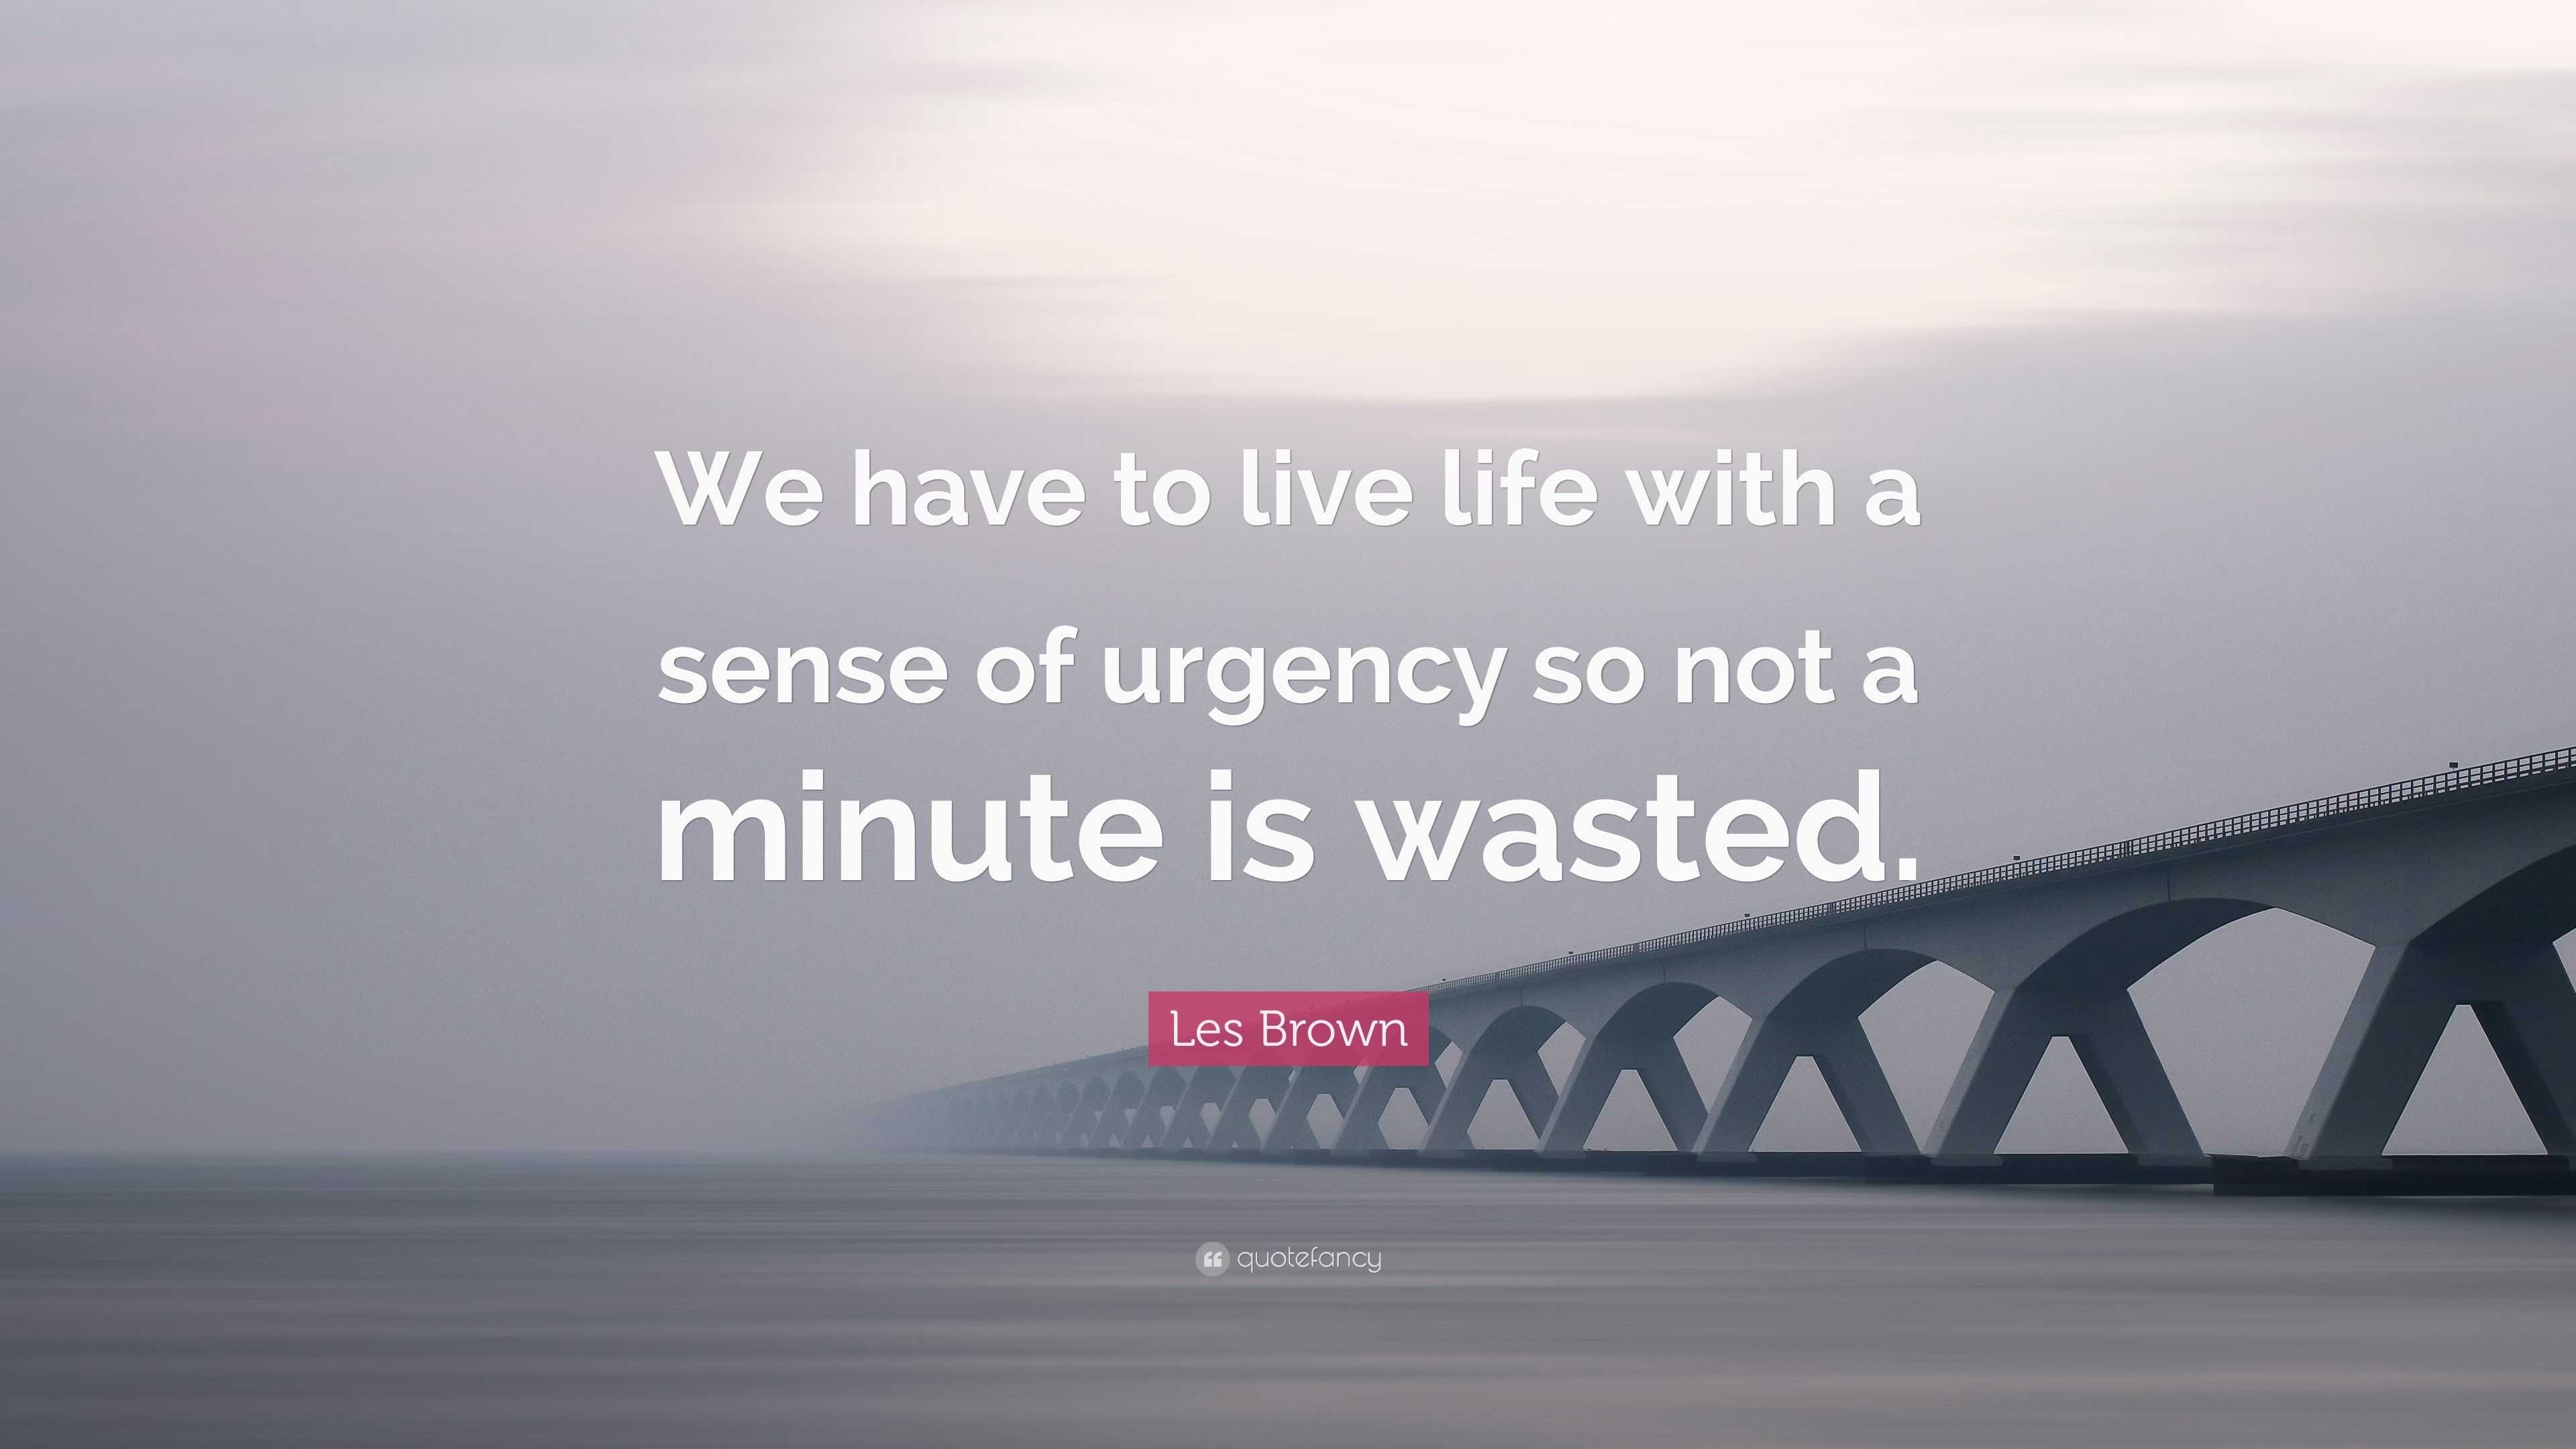 We have to live life with a
sense of urgency so not a
minute is wasted.
Les Brown
quotefancy